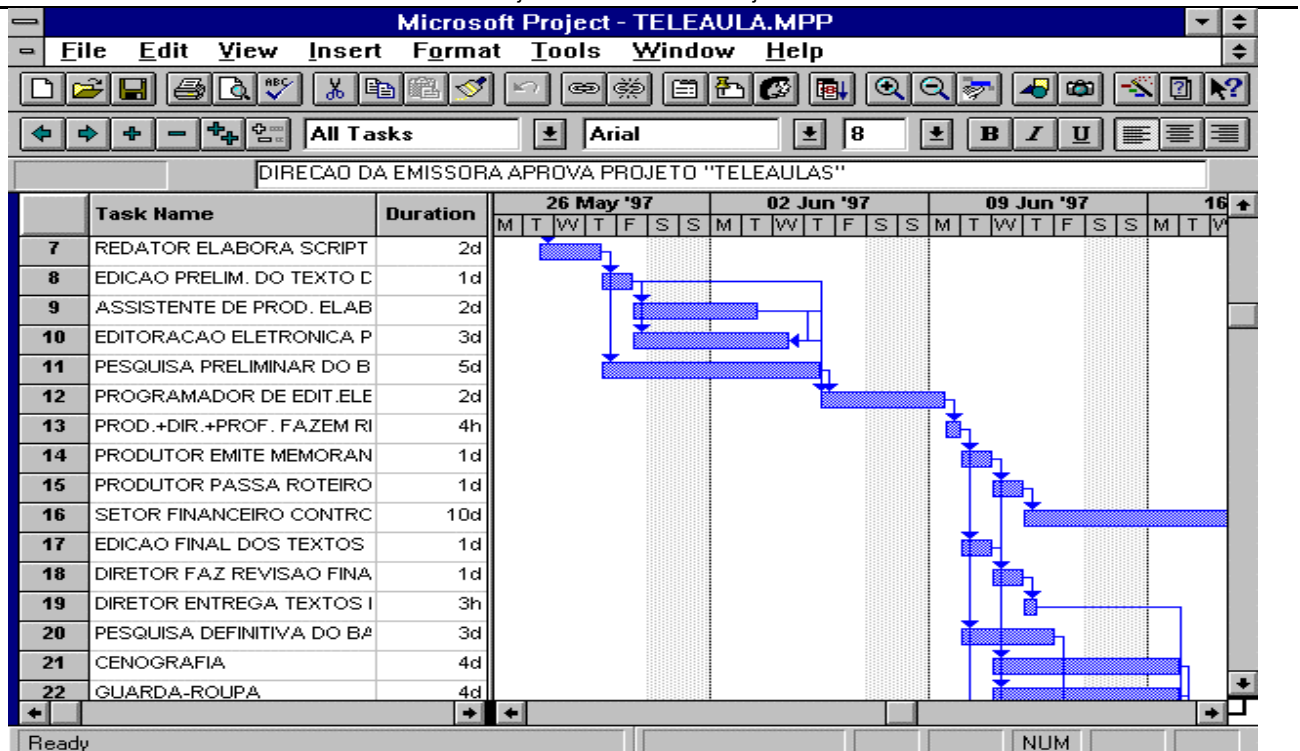 Microsoft Project - TELEAULA.MPP
File Edit View Insert Format Tools Window Help
ABC
All Tasks Arial 8 B I U
DIRECAO DA EMISSORA APROVA PROJETO "TELEAULAS"
Task Name Duration 26 May '97 02 Jun '97 09 Jun '97 16
M T W T F S S M T W T F S S M T W T F S S M T W
7 REDATOR ELABORA SCRIPT 2d
8 EDICAO PRELIM. DO TEXTO D 1d
9 ASSISTENTE DE PROD. ELAB 2d
10 EDITORACAO ELETRONICA P 3d
11 PESQUISA PRELIMINAR DO B 5d
12 PROGRAMADOR DE EDIT.ELE 2d
13 PROD.+DIR.+PROF. FAZEM RI 4h
14 PRODUTOR EMITE MEMORAN 1d
15 PRODUTOR PASSA ROTEIRO 1d
16 SETOR FINANCEIRO CONTRC 10d
17 EDICAO FINAL DOS TEXTOS 1d
18 DIRETOR FAZ REVISAO FINA 1d
19 DIRETOR ENTREGA TEXTOS I 3h
20 PESQUISA DEFINITIVA DO BA 3d
21 CENOGRAFIA 4d
22 GUARDA-ROUPA 4d
Ready NUM